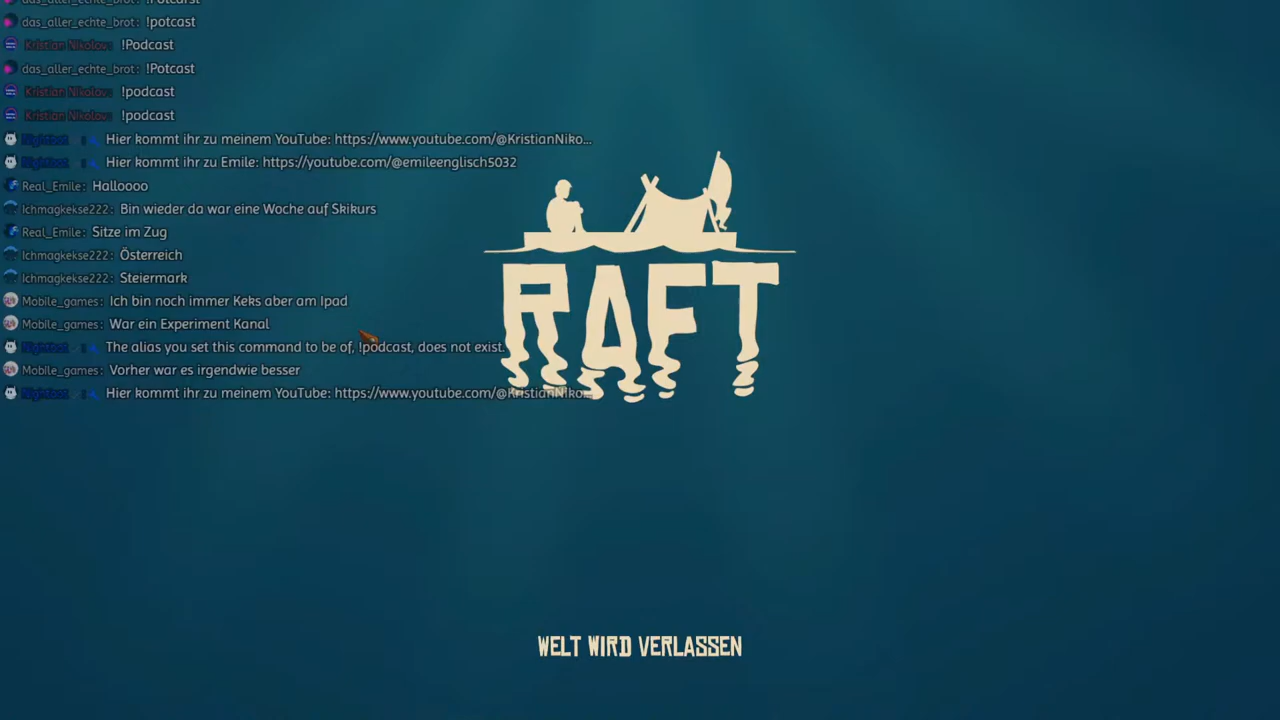 das_aller_echte_brot: !potcast
Kristian Nikolov: !Podcast
das_aller_echte_brot: !Potcast
Kristian Nikolov: !podcast
Kristian Nikolov: !podcast
Nightbot: Hier kommt ihr zu meinem YouTube: https://www.youtube.com/@KristianNiko...
Nightbot: Hier kommt ihr zu Emile: https://youtube.com/@emileenglisch5032
Real_Emile: Halloooo
Ichmagkekse222: Bin wieder da war eine Woche auf Skikurs
Real_Emile: Sitze im Zug
Ichmagkekse222: Österreich
Ichmagkekse222: Steiermark
Mobile_games: Ich bin noch immer Keks aber am Ipad
Mobile_games: War ein Experiment Kanal
Nightbot: The alias you set this command to be of, !podcast, does not exist.
Mobile_games: Vorher war es irgendwie besser
Nightbot: Hier kommt ihr zu meinem YouTube: https://www.youtube.com/@KristianNiko...
RAFT
WELT WIRD VERLASSEN